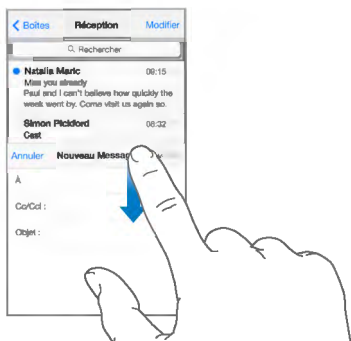 Boîtes Réception Modifier
Rechercher
Natalia Maric 09:15
Miss you already
Paul and I can't believe how quickly the
week went by. Come visit us again so.
Simon Pickford 08:32
Cast
Annuler Nouveau Messag
À
Cc/Cci :
Objet :